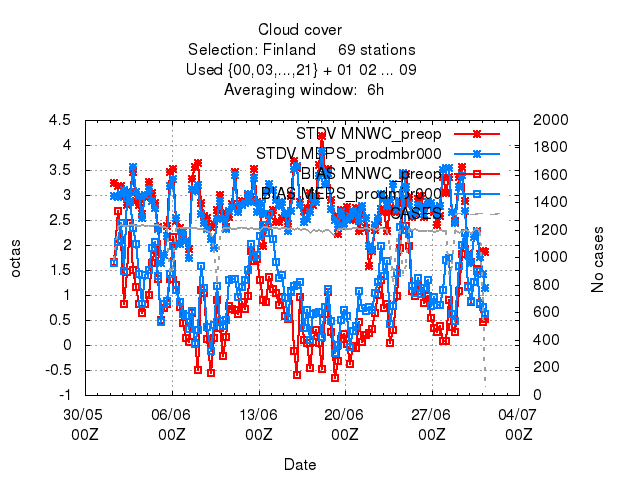 Cloud cover
Selection: Finland 69 stations
Used {00,03,...,21} + 01 02 ... 09
Averaging window: 6h
STDV MNWC_preop
STDV MEPS_prodmbr000
BIAS MNWC_preop
BIAS MEPS_prodmbr000
CASES
4.5
4
3.5
3
2.5
2
1.5
1
0.5
0
-0.5
-1
octas
2000
1800
1600
1400
1200
1000
800
600
400
200
0
No cases
30/05 06/06 13/06 20/06 27/06 04/07
00Z 00Z 00Z 00Z 00Z 00Z
Date